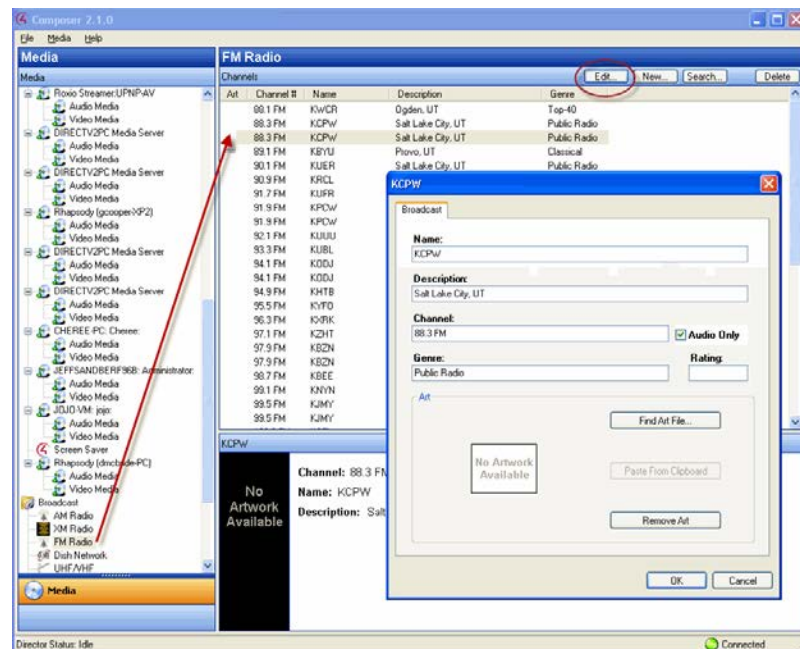 Composer 2.1.0
File Media Help
Media
Media
Roxio Streamer:UPNP-AV
Audio Media
Video Media
DIRECTV2PC Media Server
Audio Media
Video Media
DIRECTV2PC Media Server
Audio Media
Video Media
Rhapsody (gcooper-XP2)
Audio Media
Video Media
DIRECTV2PC Media Server
Audio Media
Video Media
DIRECTV2PC Media Server
Audio Media
Video Media
CHEREE-PC: Cheree:
Audio Media
Video Media
JEFFSANDBERF96B: Administrator:
Audio Media
Video Media
JOJO-VM: jojo:
Audio Media
Video Media
Screen Saver
Rhapsody (dmcbride-PC)
Audio Media
Video Media
Broadcast
AM Radio
XM Radio
FM Radio
Dish Network
UHF/VHF
Media
Director Status: Idle
FM Radio
Channels
Edit... New... Search... Delete
Art Channel # Name Description Genre
88.1 FM KWCR Ogden, UT Top-40
88.3 FM KCPW Salt Lake City, UT Public Radio
88.3 FM KCPW Salt Lake City, UT Public Radio
89.1 FM KBYU Provo, UT Classical
90.1 FM KUER Salt Lake City, UT Public Radio
90.9 FM KRCL
91.7 FM KUFR
91.9 FM KPCW
91.9 FM KPCW
92.1 FM KUUU
93.3 FM KUBL
94.1 FM KODJ
94.1 FM KODJ
94.9 FM KHTB
95.5 FM KYFO
96.3 FM KXRK
97.1 FM KZHT
97.9 FM KBZN
97.9 FM KBZN
98.7 FM KBEE
99.1 FM KNYN
99.5 FM KJMY
99.5 FM KJMY
KCPW
No Artwork Available
Channel: 88.3 FM
Name: KCPW
Description: Salt
KCPW
Broadcast
Name:
KCPW
Description:
Salt Lake City, UT
Channel:
88.3 FM
Audio Only
Genre: Rating:
Public Radio
Art
Find Art File...
No Artwork Available
Paste From Clipboard
Remove Art
OK Cancel
Connected